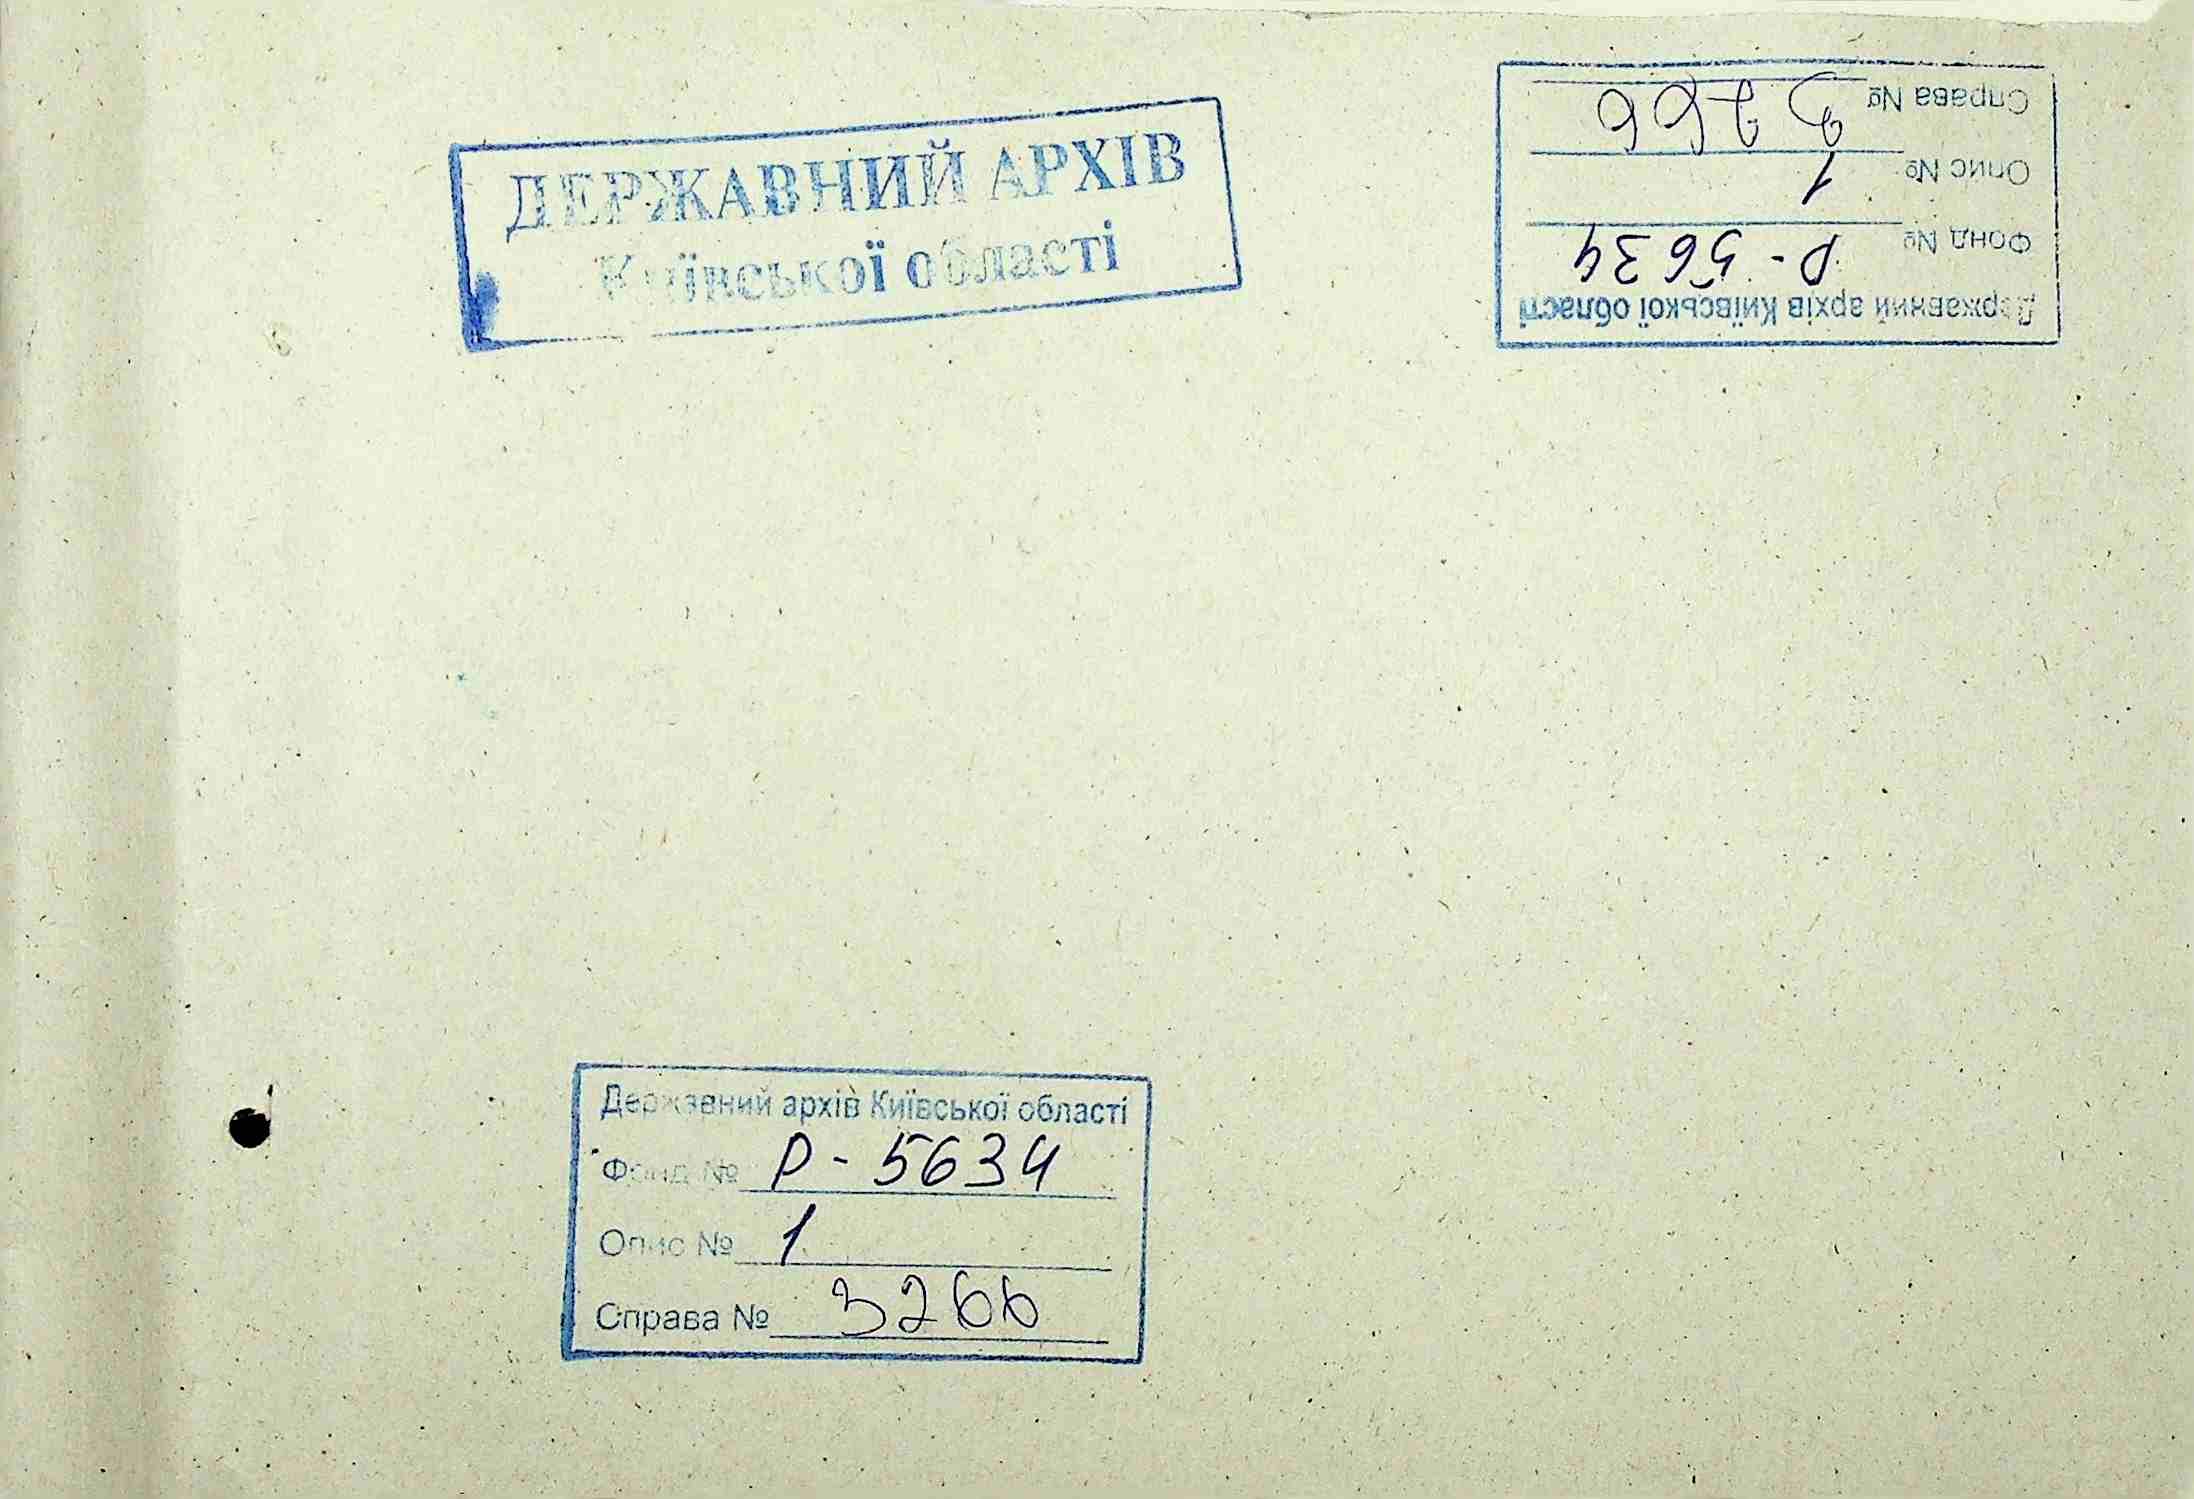 ДЕРЖАВНИЙ АРХІВ
Київської області
Державний архів Київської області
Фонд № Р-5634
Опис № 1
Справа № 3266
Державний архів Київської області
Фонд № Р-5634
Опис № 1
Справа № 3266